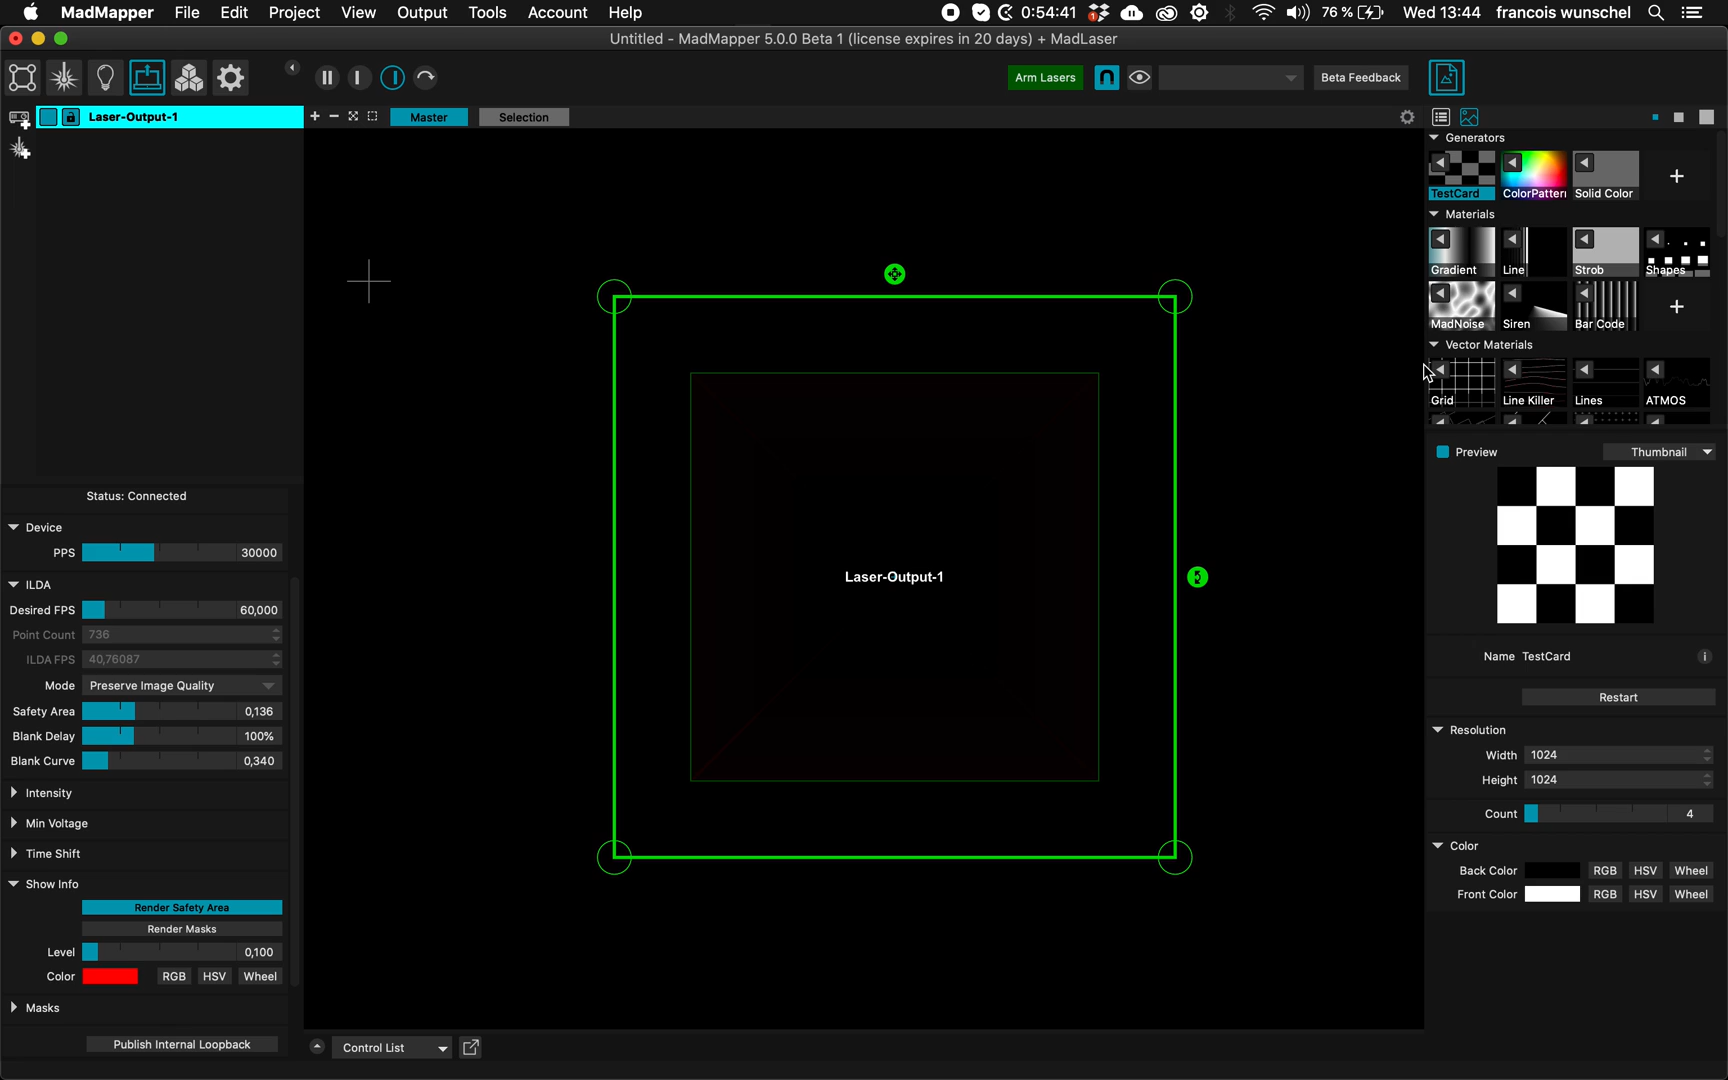 MadMapper File Edit Project View Output Tools Account Help 0:54:41 1 76 % Wed 13:44 francois wunschel
Untitled - MadMapper 5.0.0 Beta 1 (license expires in 20 days) + MadLaser
Arm Lasers Beta Feedback
Laser-Output-1 Master Selection
Generators
TestCard ColorPattern Solid Color +
Materials
Gradient Line Strob Shapes
MadNoise Siren Bar Code +
Vector Materials
Grid Line Killer Lines ATMOS
Preview Thumbnail
Status: Connected
Device
PPS 30000
ILDA
Desired FPS 60,000
Point Count 736
ILDA FPS 40,76087
Mode Preserve Image Quality
Safety Area 0,136
Blank Delay 100%
Blank Curve 0,340
Intensity
Min Voltage
Time Shift
Show Info
Render Safety Area
Render Masks
Level 0,100
Color RGB HSV Wheel
Masks
Publish Internal Loopback
Laser-Output-1
Control List
Name TestCard i
Restart
Resolution
Width 1024
Height 1024
Count 4
Color
Back Color RGB HSV Wheel
Front Color RGB HSV Wheel